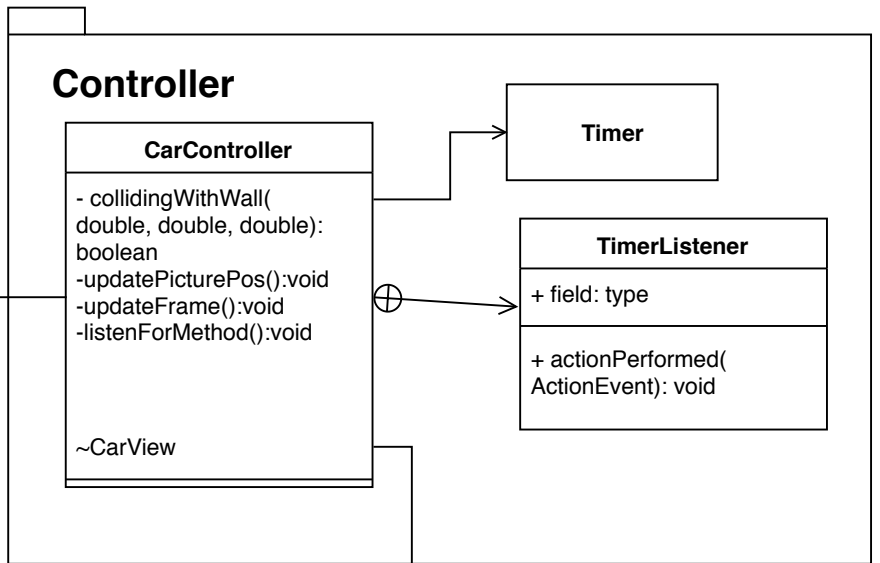 Controller
CarController
- collidingWithWall(
double, double, double):
boolean
-updatePicturePos():void
-updateFrame():void
-listenForMethod():void
~CarView
Timer
TimerListener
+ field: type
+ actionPerformed(
ActionEvent): void